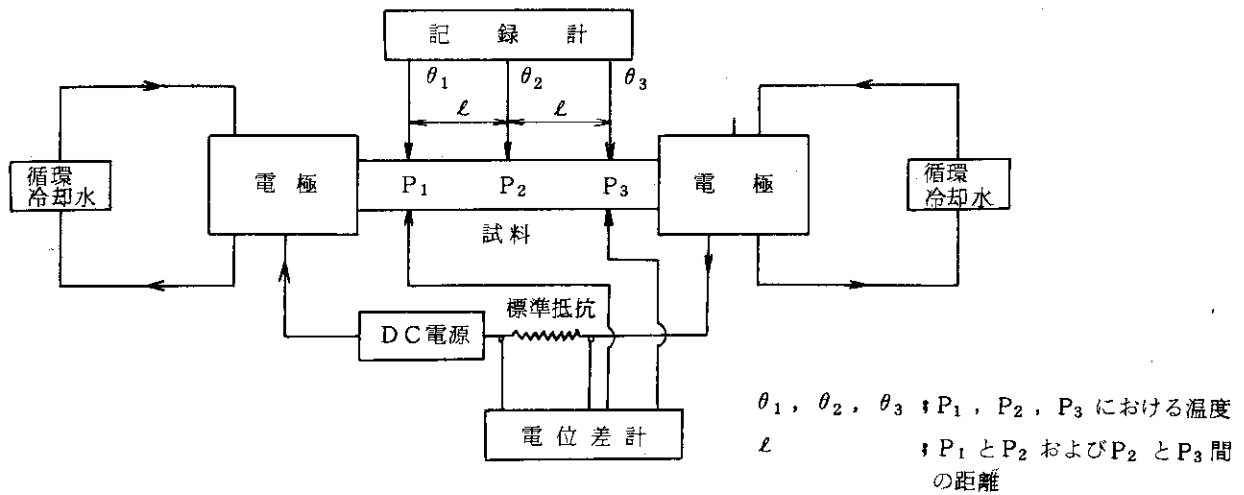 記録計
θ₁ θ₂ θ₃
ℓ ℓ
循環
冷却水
電極
P₁ P₂ P₃
電極
循環
冷却水
試料
標準抵抗
DC電源
電位差計
θ₁, θ₂, θ₃ ; P₁, P₂, P₃ における温度
ℓ ; P₁とP₂ およびP₂ とP₃間
の距離